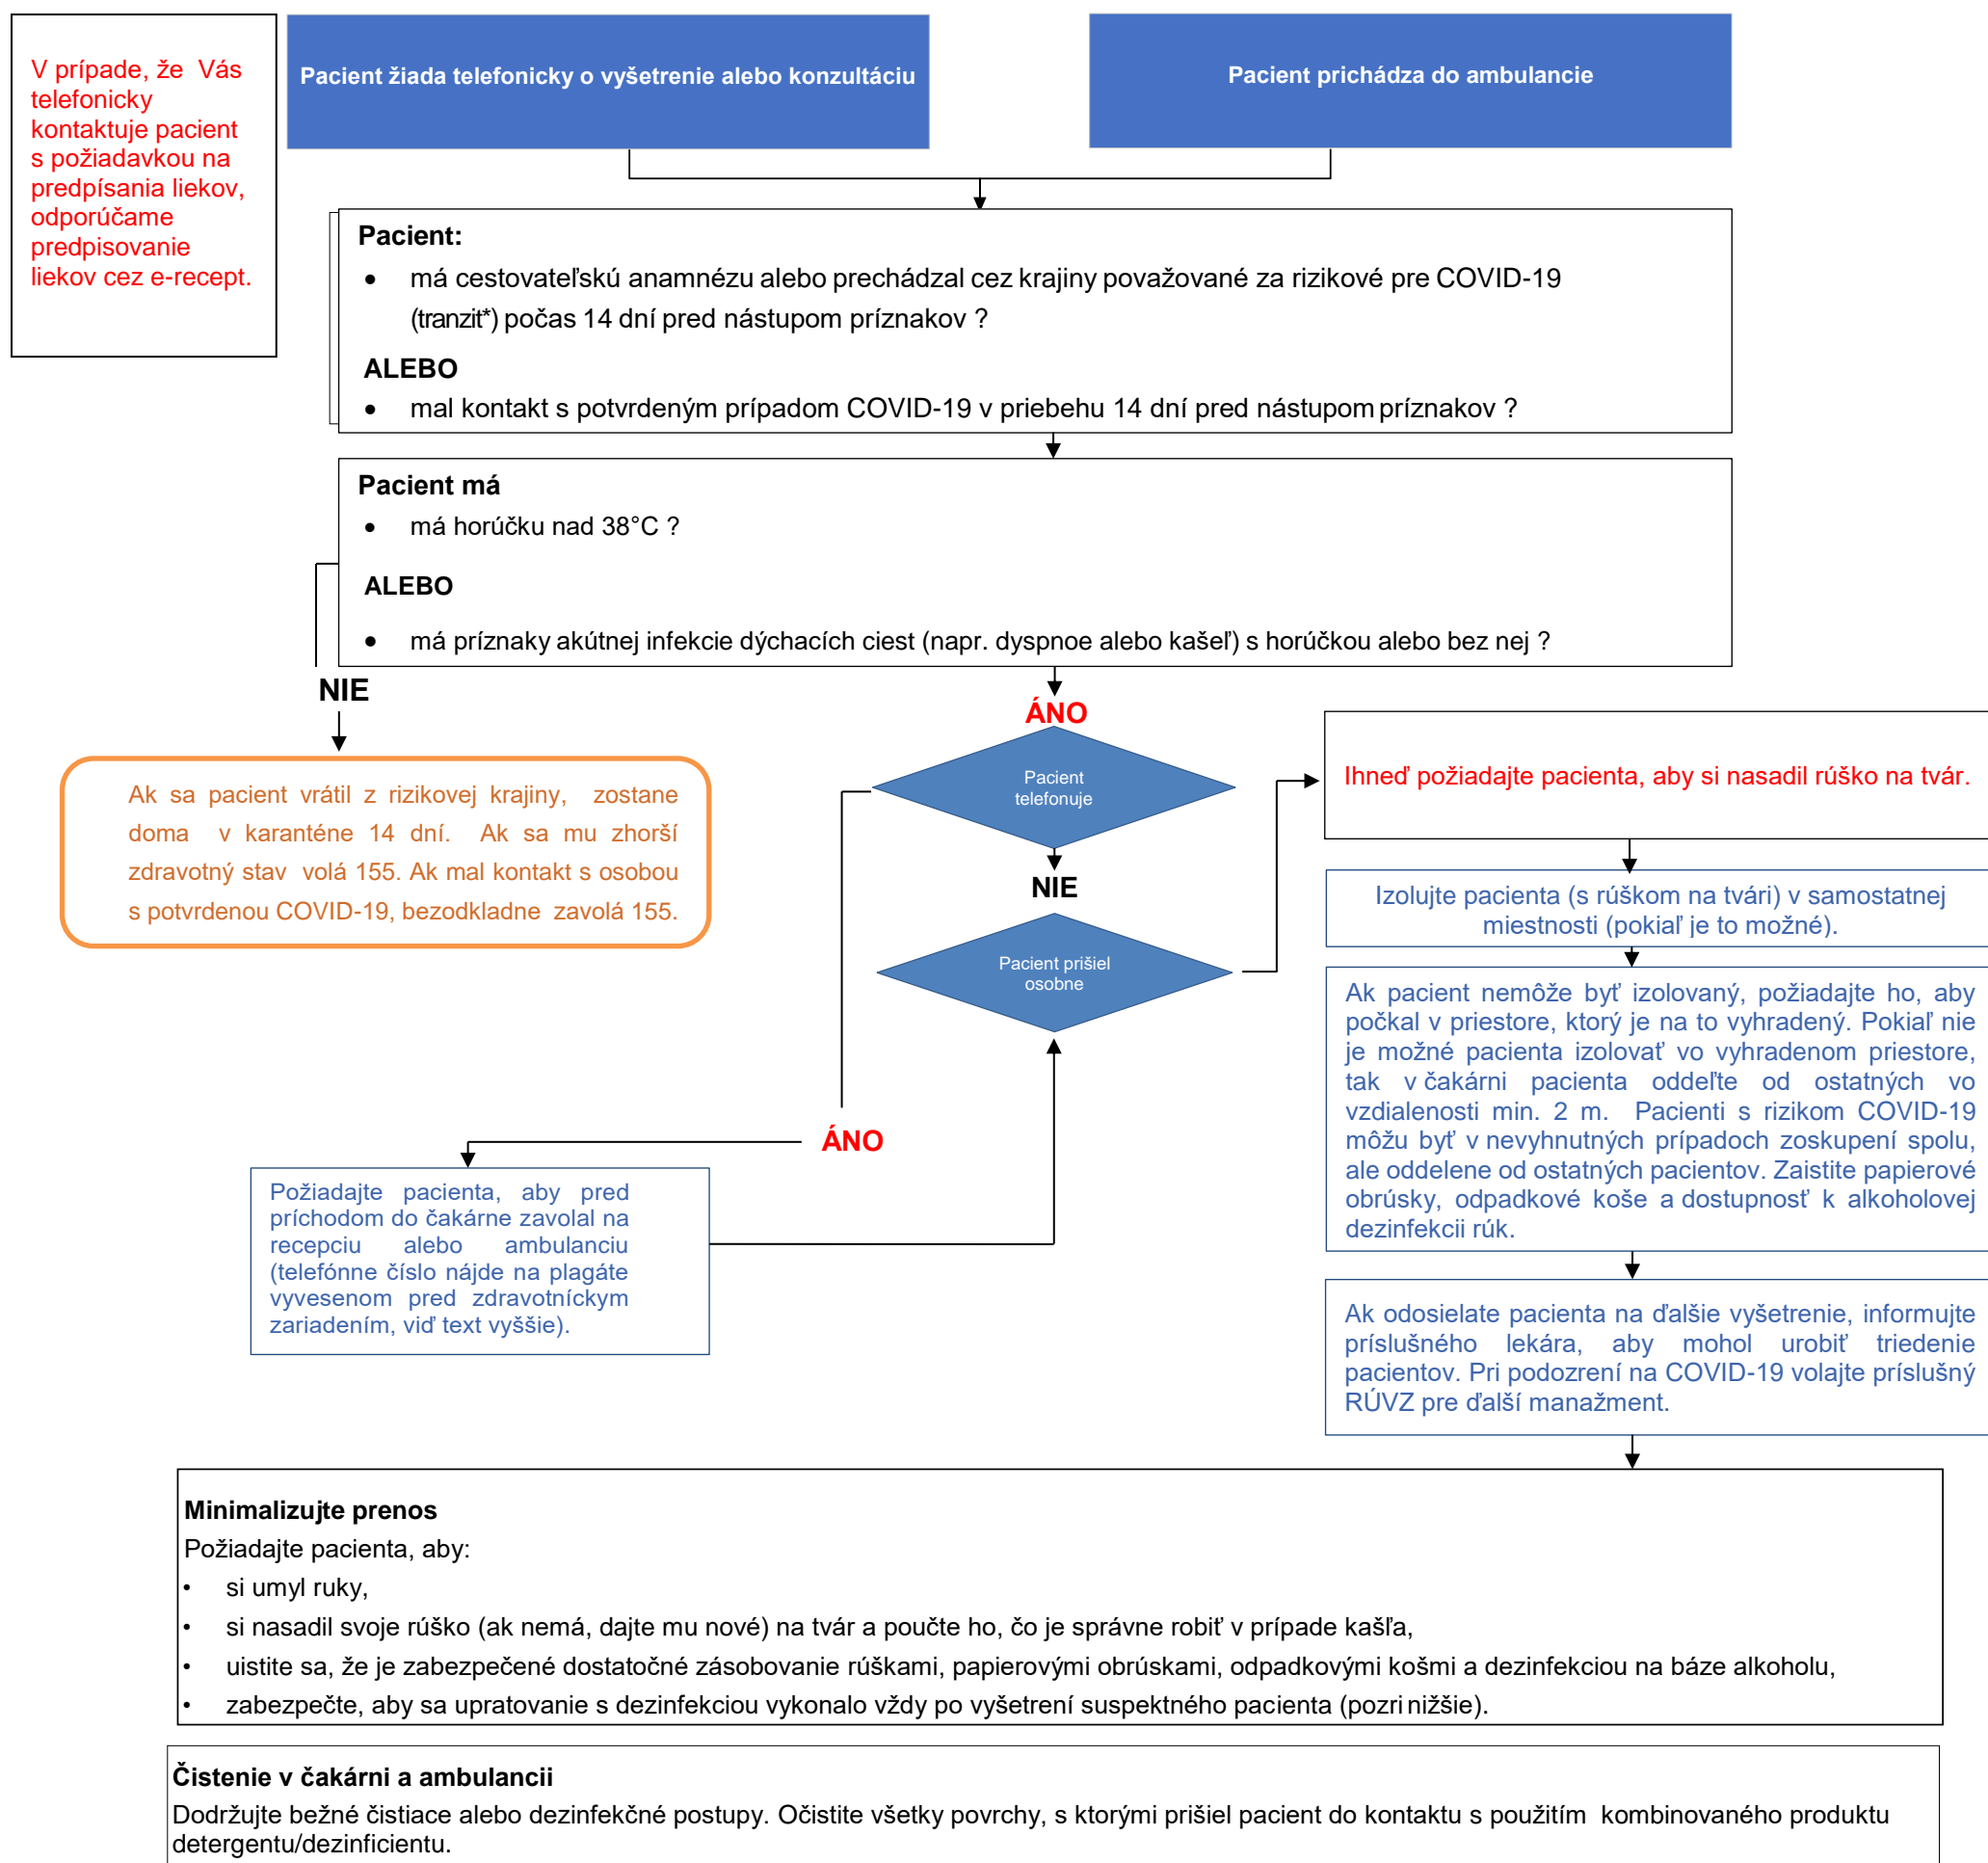 V prípade, že Vás
telefonicky
kontaktuje pacient
s požiadavkou na
predpísania liekov,
odporúčame
predpisovanie
liekov cez e-recept.
Pacient žiada telefonicky o vyšetrenie alebo konzultáciu
Pacient prichádza do ambulancie
Pacient:
• má cestovateľskú anamnézu alebo prechádzal cez krajiny považované za rizikové pre COVID-19
(tranzit*) počas 14 dní pred nástupom príznakov ?
ALEBO
• mal kontakt s potvrdeným prípadom COVID-19 v priebehu 14 dní pred nástupom príznakov ?
Pacient má
• má horúčku nad 38°C ?
ALEBO
• má príznaky akútnej infekcie dýchacích ciest (napr. dyspnoe alebo kašeľ) s horúčkou alebo bez nej ?
NIE
Ak sa pacient vrátil z rizikovej krajiny, zostane
doma v karanténe 14 dní. Ak sa mu zhorší
zdravotný stav volá 155. Ak mal kontakt s osobou
s potvrdenou COVID-19, bezodkladne zavolá 155.
ÁNO
Pacient
telefonuje
NIE
Pacient prišiel
osobne
ÁNO
Požiadajte pacienta, aby pred
príchodom do čakárne zavolal na
recepciu alebo ambulanciu
(telefónne číslo nájde na plagáte
vyvesenom pred zdravotníckym
zariadením, viď text vyššie).
Ihneď požiadajte pacienta, aby si nasadil rúško na tvár.
Izolujte pacienta (s rúškom na tvári) v samostatnej
miestnosti (pokiaľ je to možné).
Ak pacient nemôže byť izolovaný, požiadajte ho, aby
počkal v priestore, ktorý je na to vyhradený. Pokiaľ nie
je možné pacienta izolovať vo vyhradenom priestore,
tak v čakárni pacienta oddeľte od ostatných vo
vzdialenosti min. 2 m. Pacienti s rizikom COVID-19
môžu byť v nevyhnutných prípadoch zoskupení spolu,
ale oddelene od ostatných pacientov. Zaistite papierové
obrúsky, odpadkové koše a dostupnosť k alkoholovej
dezinfekcii rúk.
Ak odosielate pacienta na ďalšie vyšetrenie, informujte
príslušného lekára, aby mohol urobiť triedenie
pacientov. Pri podozrení na COVID-19 volajte príslušný
RÚVZ pre ďalší manažment.
Minimalizujte prenos
Požiadajte pacienta, aby:
• si umyl ruky,
• si nasadil svoje rúško (ak nemá, dajte mu nové) na tvár a poučte ho, čo je správne robiť v prípade kašľa,
• uistite sa, že je zabezpečené dostatočné zásobovanie rúškami, papierovými obrúskami, odpadkovými košmi a dezinfekciou na báze alkoholu,
• zabezpečte, aby sa upratovanie s dezinfekciou vykonalo vždy po vyšetrení suspektného pacienta (pozri nižšie).
Čistenie v čakárni a ambulancii
Dodržujte bežné čistiace alebo dezinfekčné postupy. Očistite všetky povrchy, s ktorými prišiel pacient do kontaktu s použitím kombinovaného produktu
detergentu/dezinficientu.